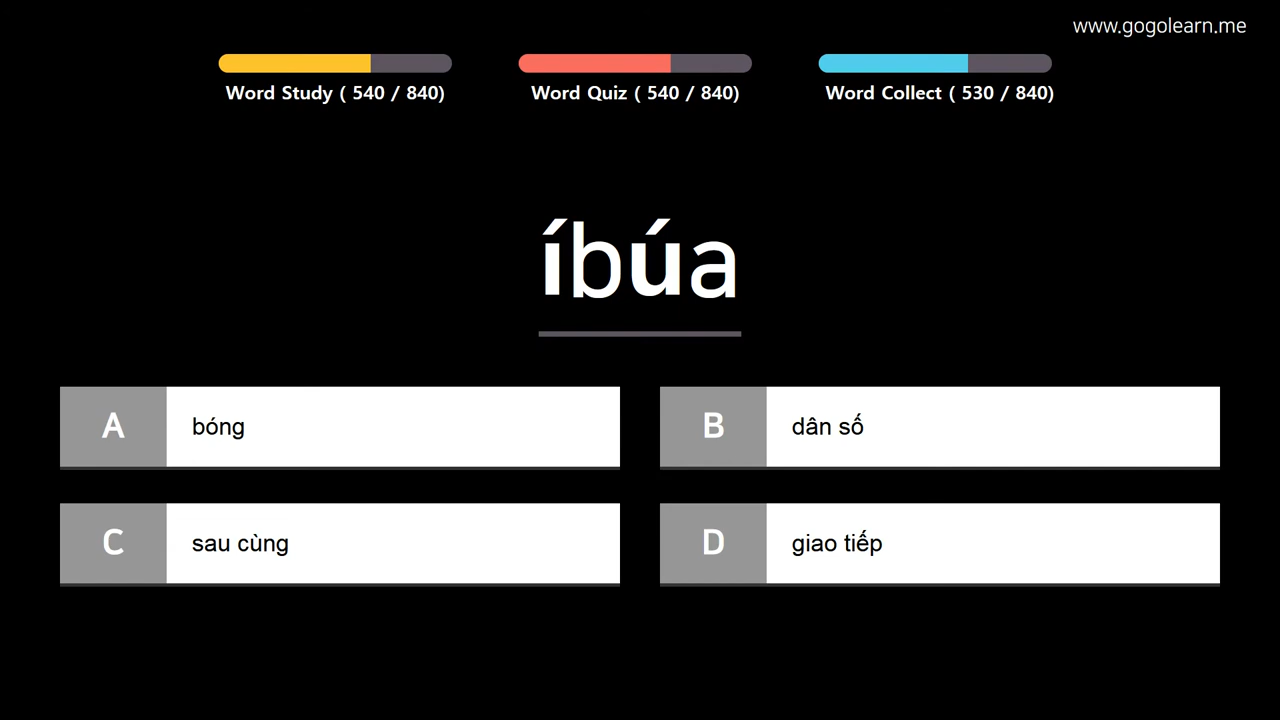 www.gogolearn.me
Word Study ( 540 / 840)
Word Quiz ( 540 / 840)
Word Collect ( 530 / 840)
íbúa
A bóng
B dân số
C sau cùng
D giao tiếp